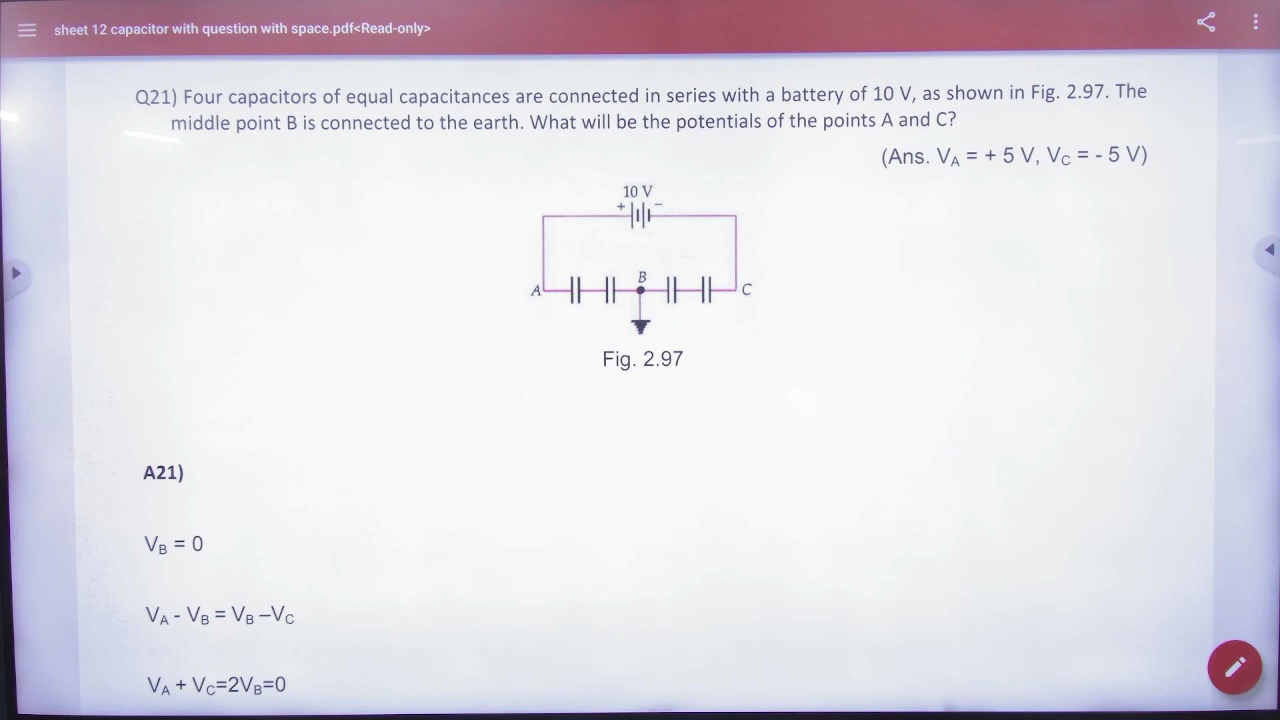 sheet 12 capacitor with question with space.pdf<Read-only>
Q21) Four capacitors of equal capacitances are connected in series with a battery of 10 V, as shown in Fig. 2.97. The
middle point B is connected to the earth. What will be the potentials of the points A and C?
(Ans. VA = + 5 V, VC = - 5 V)
10 V
+ −
B
A C
Fig. 2.97
A21)
VB = 0
VA - VB = VB –VC
VA + VC=2VB=0